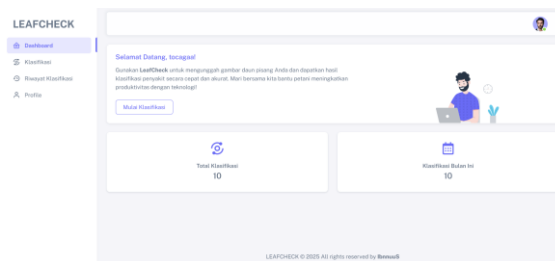 LEAFCHECK
Dashboard
Klasifikasi
Riwayat Klasifikasi
Profile
Selamat Datang, tocagaa!
Gunakan LeafCheck untuk mengunggah gambar daun pisang Anda dan dapatkan hasil
klasifikasi penyakit secara cepat dan akurat. Mari bersama kita bantu petani meningkatkan
produktivitas dengan teknologi!
Mulai Klasifikasi
Total Klasifikasi
10
Klasifikasi Bulan Ini
10
LEAFCHECK © 2025 All rights reserved by